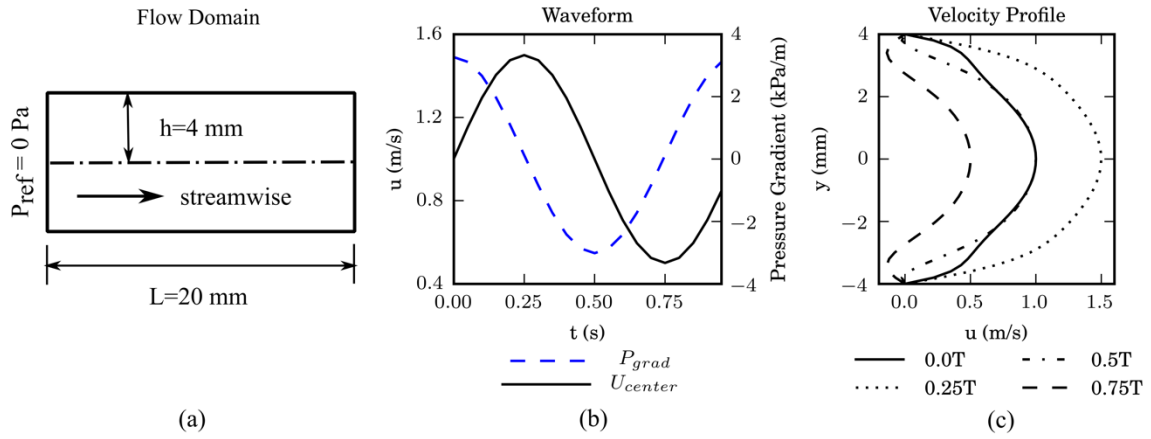 Flow Domain
P_ref = 0 Pa
h=4 mm
streamwise
L=20 mm
(a)
Waveform
1.6
1.2
0.8
0.4
u (m/s)
0.00
0.25
0.50
0.75
t (s)
4
2
0
−2
−4
Pressure Gradient (kPa/m)
P_grad
U_center
(b)
Velocity Profile
4
2
0
−2
−4
y (mm)
0.0
0.5
1.0
1.5
u (m/s)
0.0T
0.5T
0.25T
0.75T
(c)